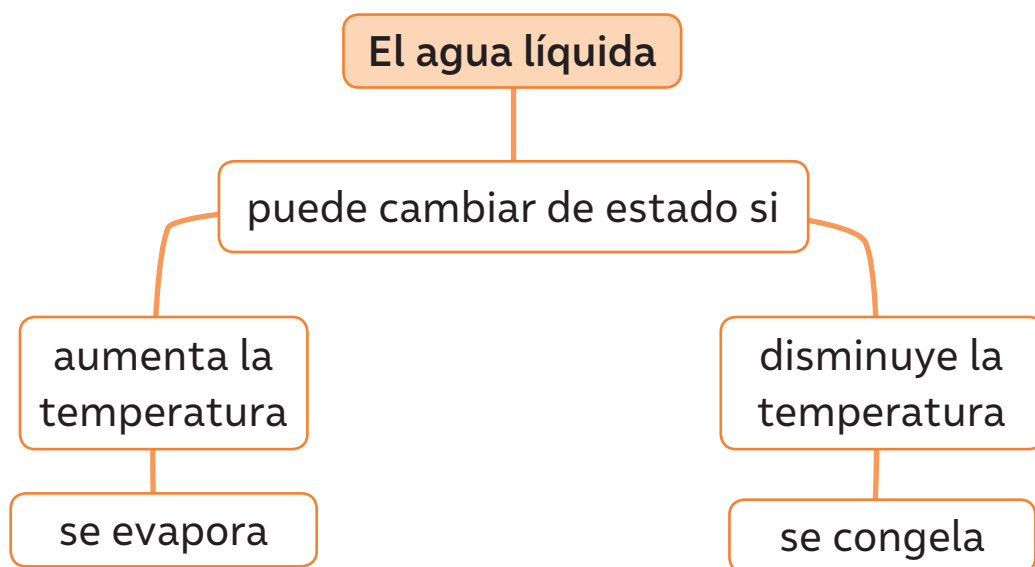 El agua líquida
puede cambiar de estado si
aumenta la
temperatura
disminuye la
temperatura
se evapora
se congela